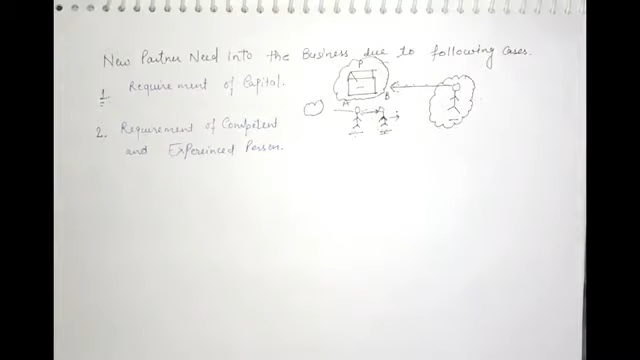 New Partner Need Into the Business due to following Cases.
1 Requirement of Capital.
P
A B
2. Requirement of Competent
and Expereinced Person.